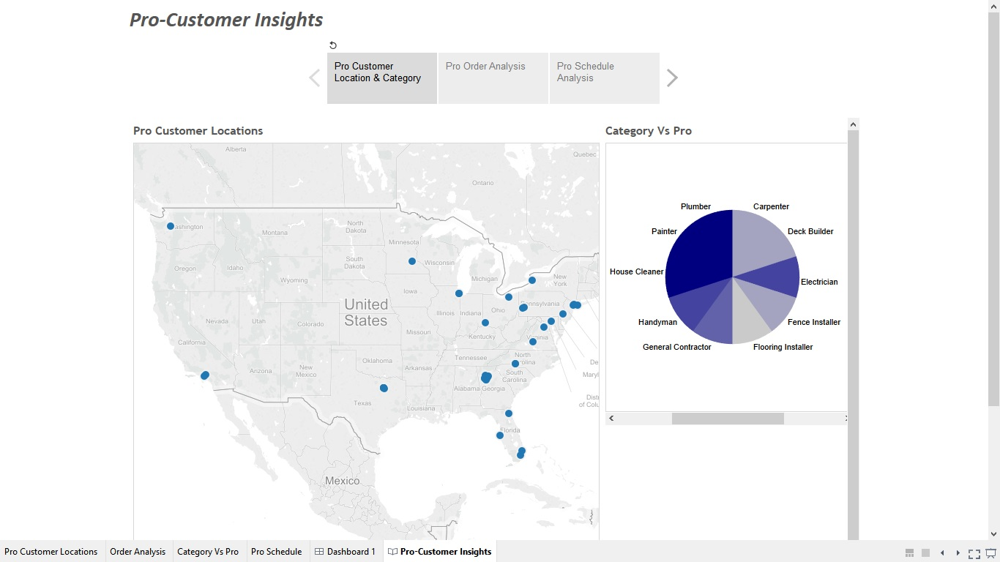 Pro-Customer Insights
Pro Customer
Location & Category
Pro Order Analysis
Pro Schedule
Analysis
Pro Customer Locations
Alberta
Quebec
Ontario
ashington
Montana
North
Dakota
Minnesota
Oregon
Idaho
South
Dakota
Wisconsin
Michigan
New
York
Wyoming
Iowa
Pennsylvania
United
States
Nevada
Utah
Colorado
Illinois
Indiana
Ohio
Missouri
Kentucky
Virginia
California
Arizona
New
Mexico
Oklahoma
Arkansas
Tennessee
North
rolina
South
Carolina
De
Maryl
Alabama
Georgia
Texas
Louisiana
Dist
of Colu
Florida
Mexico
Category Vs Pro
Plumber
Carpenter
Painter
Deck Builder
House Cleaner
Electrician
Handyman
Fence Installer
General Contractor
Flooring Installer
Pro Customer Locations
Order Analysis
Category Vs Pro
Pro Schedule
Dashboard 1
Pro-Customer Insights